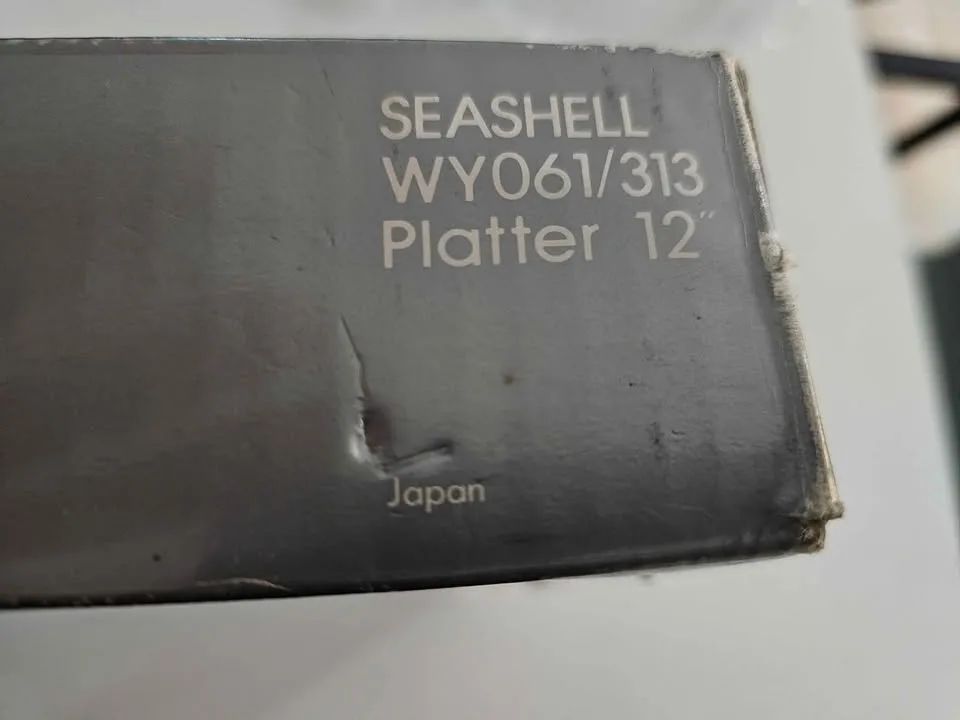 SEASHELL
WY061/313
Platter 12"
Japan